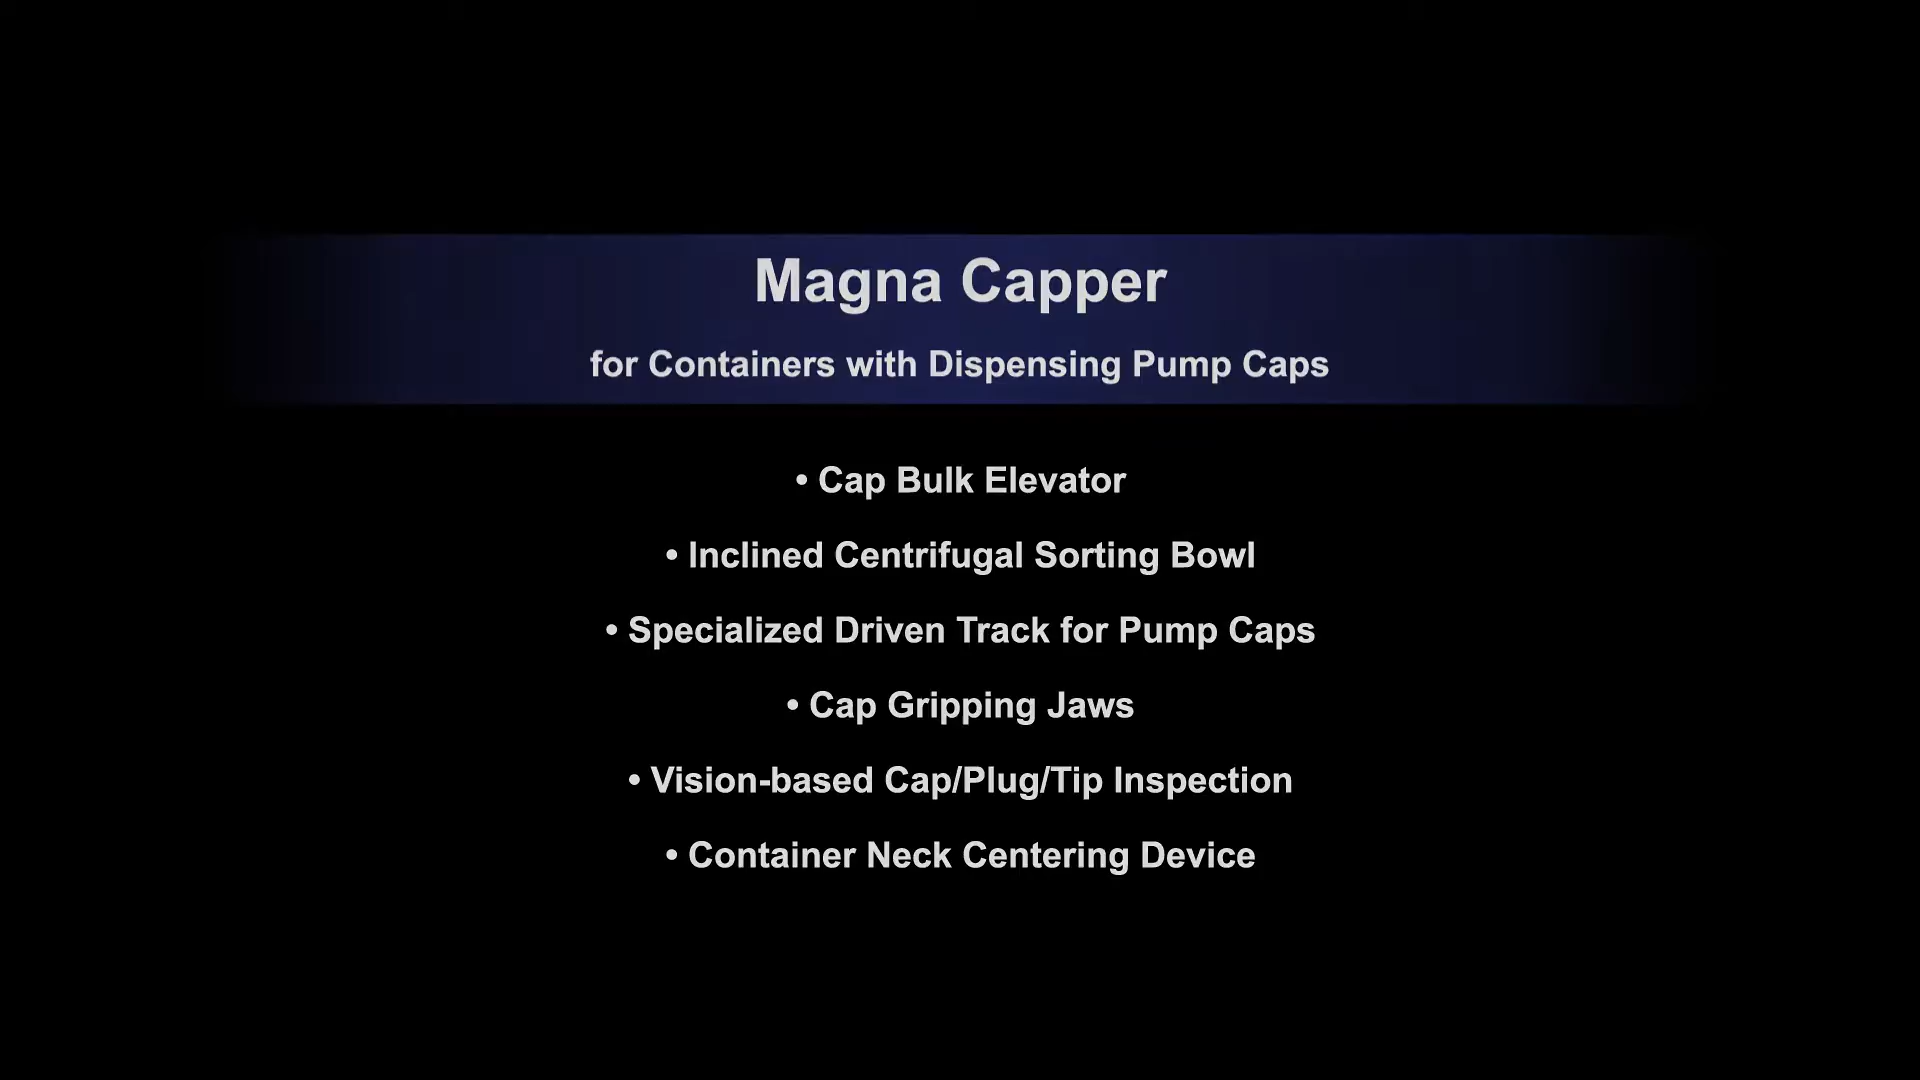 Magna Capper
for Containers with Dispensing Pump Caps
• Cap Bulk Elevator
• Inclined Centrifugal Sorting Bowl
• Specialized Driven Track for Pump Caps
• Cap Gripping Jaws
• Vision-based Cap/Plug/Tip Inspection
• Container Neck Centering Device